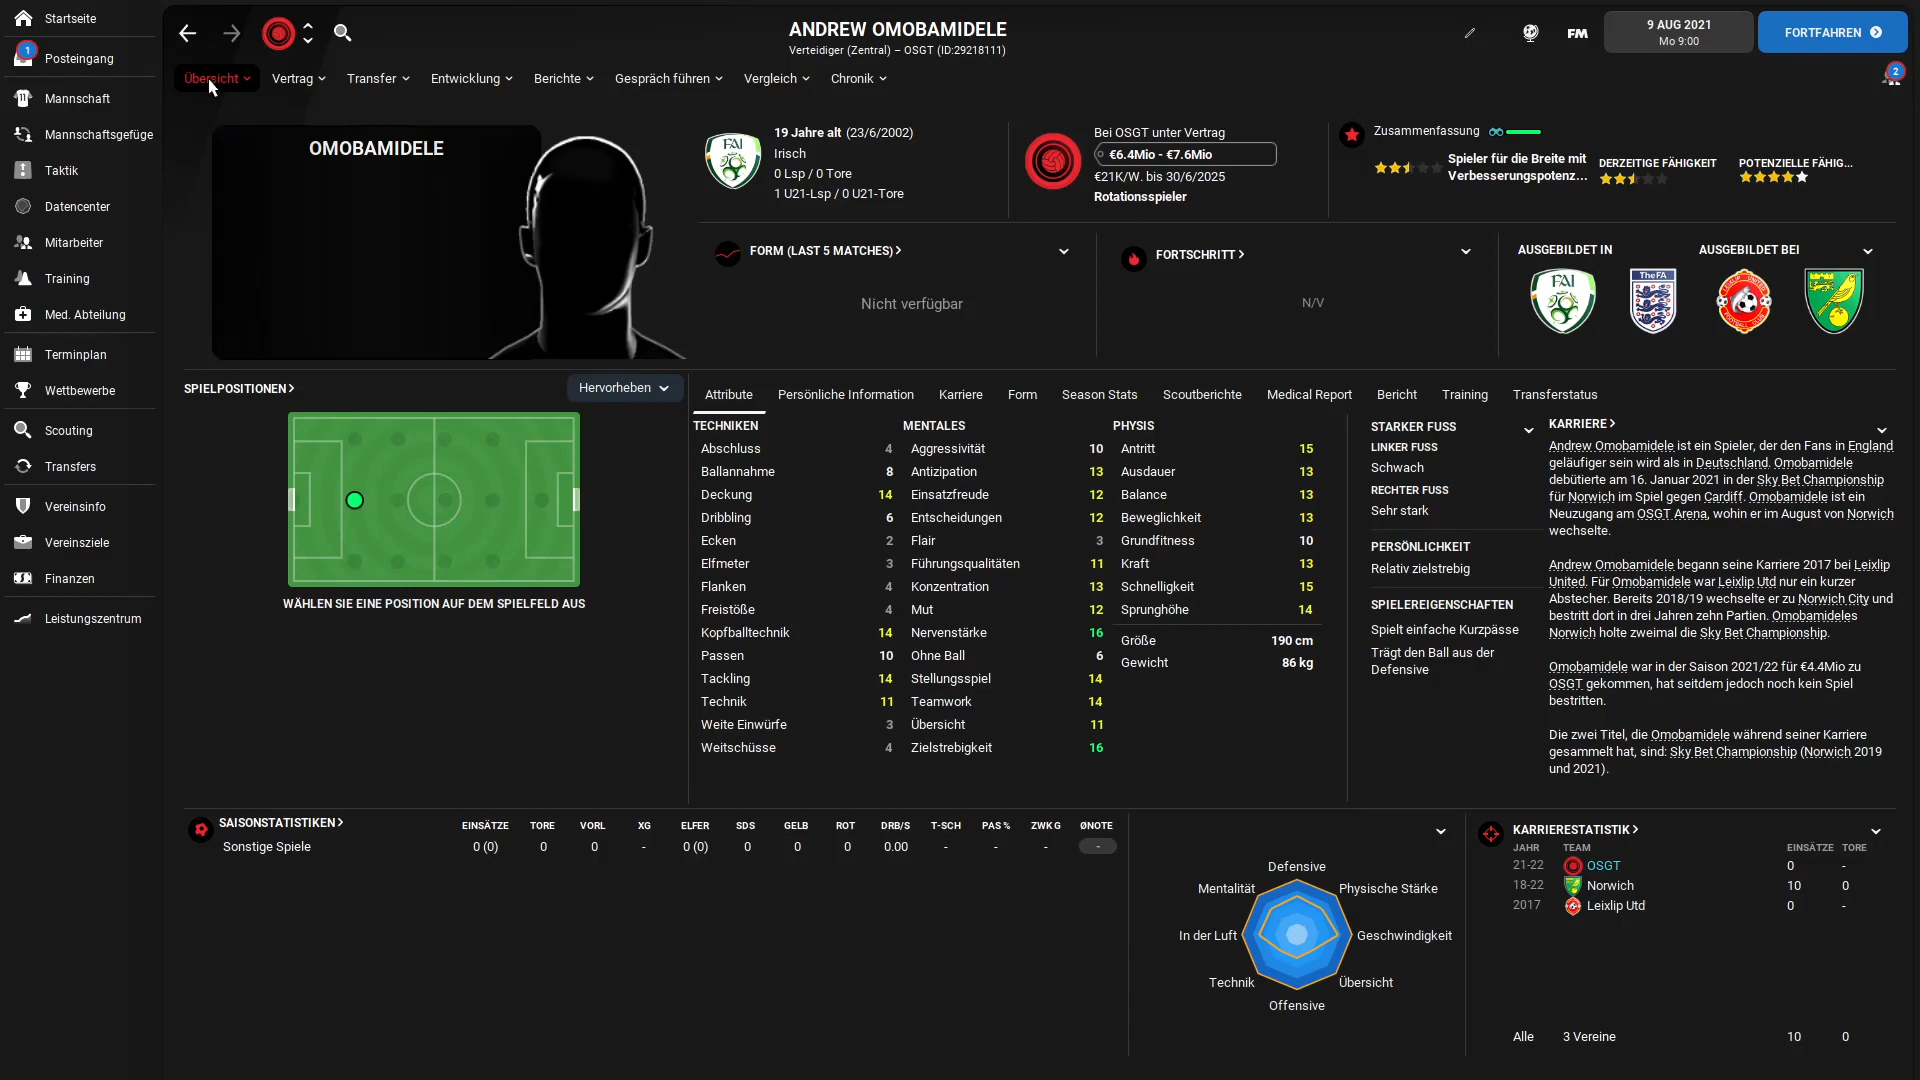 Startseite
1
Posteingang
Mannschaft
Mannschaftsgefüge
Taktik
Datencenter
Mitarbeiter
Training
Med. Abteilung
Terminplan
Wettbewerbe
Scouting
Transfers
Vereinsinfo
Vereinsziele
Finanzen
Leistungszentrum
ANDREW OMOBAMIDELE
Verteidiger (Zentral) – OSGT (ID:29218111)
FM
9 AUG 2021
Mo 9:00
FORTFAHREN
Übersicht Vertrag Transfer Entwicklung Berichte Gespräch führen Vergleich Chronik
2
OMOBAMIDELE
FAI
19 Jahre alt (23/6/2002)
Irisch
0 Lsp / 0 Tore
1 U21-Lsp / 0 U21-Tore
Bei OSGT unter Vertrag
€6.4Mio - €7.6Mio
€21K/W. bis 30/6/2025
Rotationsspieler
Zusammenfassung
Spieler für die Breite mit
Verbesserungspotenz...
DERZEITIGE FÄHIGKEIT
POTENZIELLE FÄHIG...
FORM (LAST 5 MATCHES)
Nicht verfügbar
FORTSCHRITT
N/V
AUSGEBILDET IN
FAI
The FA
AUSGEBILDET BEI
SPIELPOSITIONEN
Hervorheben
WÄHLEN SIE EINE POSITION AUF DEM SPIELFELD AUS
Attribute Persönliche Information Karriere Form Season Stats Scoutberichte Medical Report Bericht Training Transferstatus
TECHNIKEN
Abschluss 4
Ballannahme 8
Deckung 14
Dribbling 6
Ecken 2
Elfmeter 3
Flanken 4
Freistöße 4
Kopfballtechnik 14
Passen 10
Tackling 14
Technik 11
Weite Einwürfe 3
Weitschüsse 4
MENTALES
Aggressivität 10
Antizipation 13
Einsatzfreude 12
Entscheidungen 12
Flair 3
Führungsqualitäten 11
Konzentration 13
Mut 12
Nervenstärke 16
Ohne Ball 6
Stellungsspiel 14
Teamwork 14
Übersicht 11
Zielstrebigkeit 16
PHYSIS
Antritt 15
Ausdauer 13
Balance 13
Beweglichkeit 13
Grundfitness 10
Kraft 13
Schnelligkeit 15
Sprunghöhe 14
Größe 190 cm
Gewicht 86 kg
STARKER FUSS
LINKER FUSS
Schwach
RECHTER FUSS
Sehr stark
PERSÖNLICHKEIT
Relativ zielstrebig
SPIELEREIGENSCHAFTEN
Spielt einfache Kurzpässe
Trägt den Ball aus der
Defensive
KARRIERE
Andrew Omobamidele ist ein Spieler, der den Fans in England
geläufiger sein wird als in Deutschland. Omobamidele
debütierte am 16. Januar 2021 in der Sky Bet Championship
für Norwich im Spiel gegen Cardiff. Omobamidele ist ein
Neuzugang am OSGT Arena, wohin er im August von Norwich
wechselte.
Andrew Omobamidele begann seine Karriere 2017 bei Leixlip
United. Für Omobamidele war Leixlip Utd nur ein kurzer
Abstecher. Bereits 2018/19 wechselte er zu Norwich City und
bestritt dort in drei Jahren zehn Partien. Omobamideles
Norwich holte zweimal die Sky Bet Championship.
Omobamidele war in der Saison 2021/22 für €4.4Mio zu
OSGT gekommen, hat seitdem jedoch noch kein Spiel
bestritten.
Die zwei Titel, die Omobamidele während seiner Karriere
gesammelt hat, sind: Sky Bet Championship (Norwich 2019
und 2021).
SAISONSTATISTIKEN EINSÄTZE TORE VORL XG ELFER SDS GELB ROT DRB/S T-SCH PAS % ZWK G ØNOTE
Sonstige Spiele 0 (0) 0 0 - 0 (0) 0 0 0 0.00 - - - -
Defensive
Mentalität Physische Stärke
In der Luft Geschwindigkeit
Technik Übersicht
Offensive
KARRIERESTATISTIK
JAHR TEAM EINSÄTZE TORE
21-22 OSGT 0 -
18-22 Norwich 10 0
2017 Leixlip Utd 0 -
Alle 3 Vereine 10 0